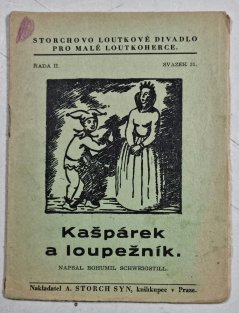 STORCHOVO LOUTKOVÉ DIVADLO
PRO MALÉ LOUTKOHERCE.
ŘADA II. SVAZEK 31.
Kašpárek
a loupežník.
NAPSAL BOHUMIL SCHWEIGSTILL.
Nakladatel A. STORCH SYN, knihkupec v Praze.